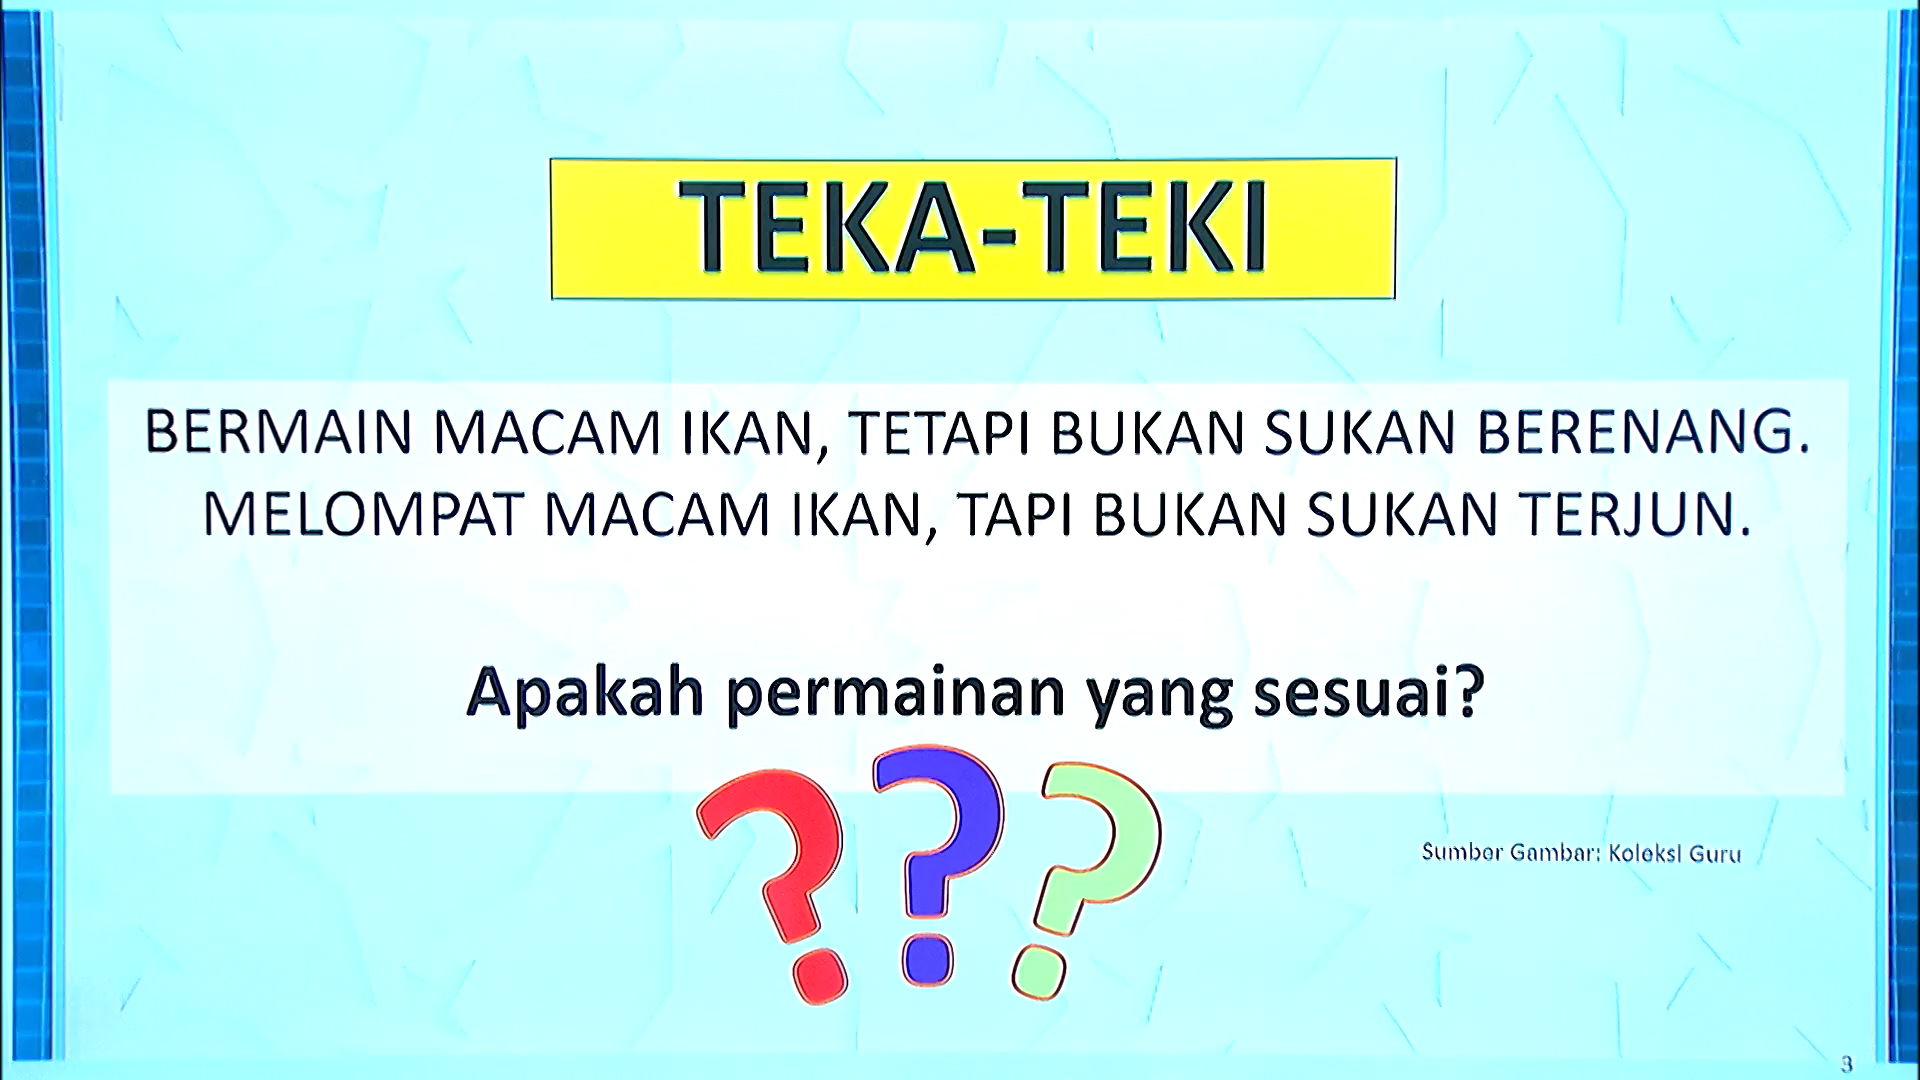 TEKA-TEKI
BERMAIN MACAM IKAN, TETAPI BUKAN SUKAN BERENANG.
MELOMPAT MACAM IKAN, TAPI BUKAN SUKAN TERJUN.
Apakah permainan yang sesuai?
???
Sumber Gambar: Koleksi Guru
3